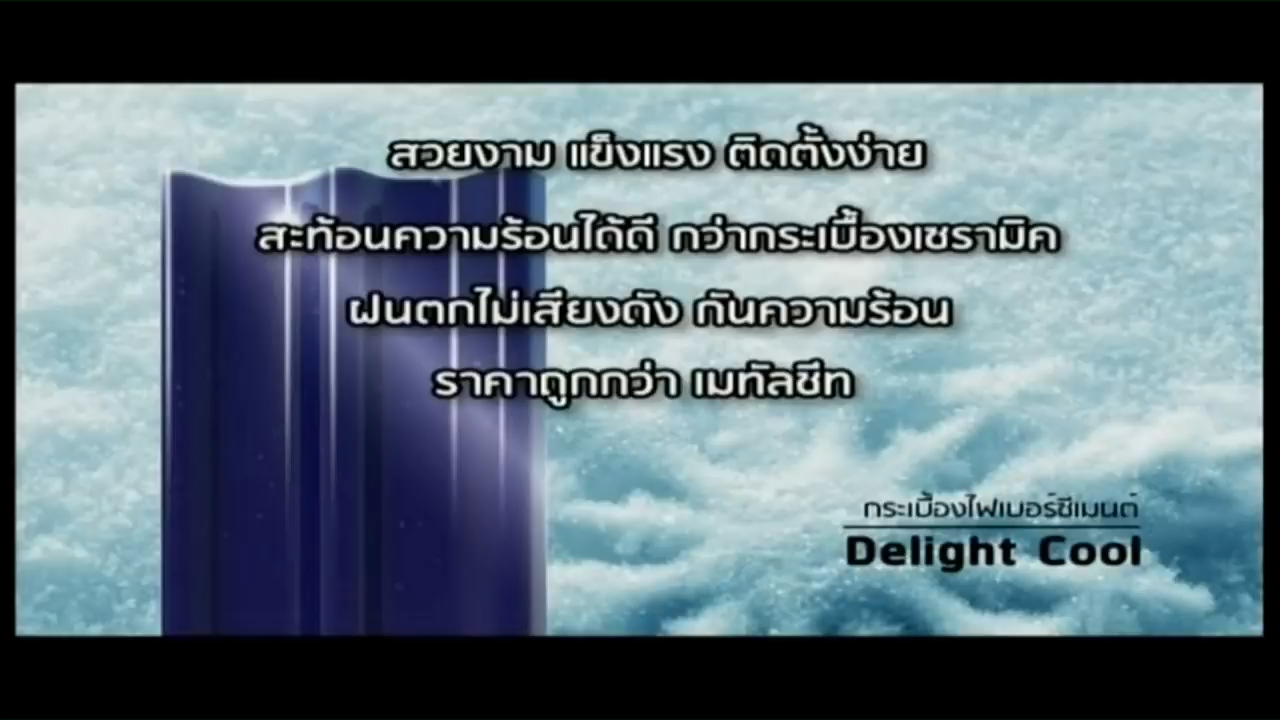 สวยงาม แข็งแรง ติดตั้งง่าย
สะท้อนความร้อนได้ดี กว่ากระเบื้องเซรามิค
ฝนตกไม่เสียงดัง กันความร้อน
ราคาถูกกว่า เมทัลชีท
กระเบื้องไฟเบอร์ซีเมนต์
Delight Cool